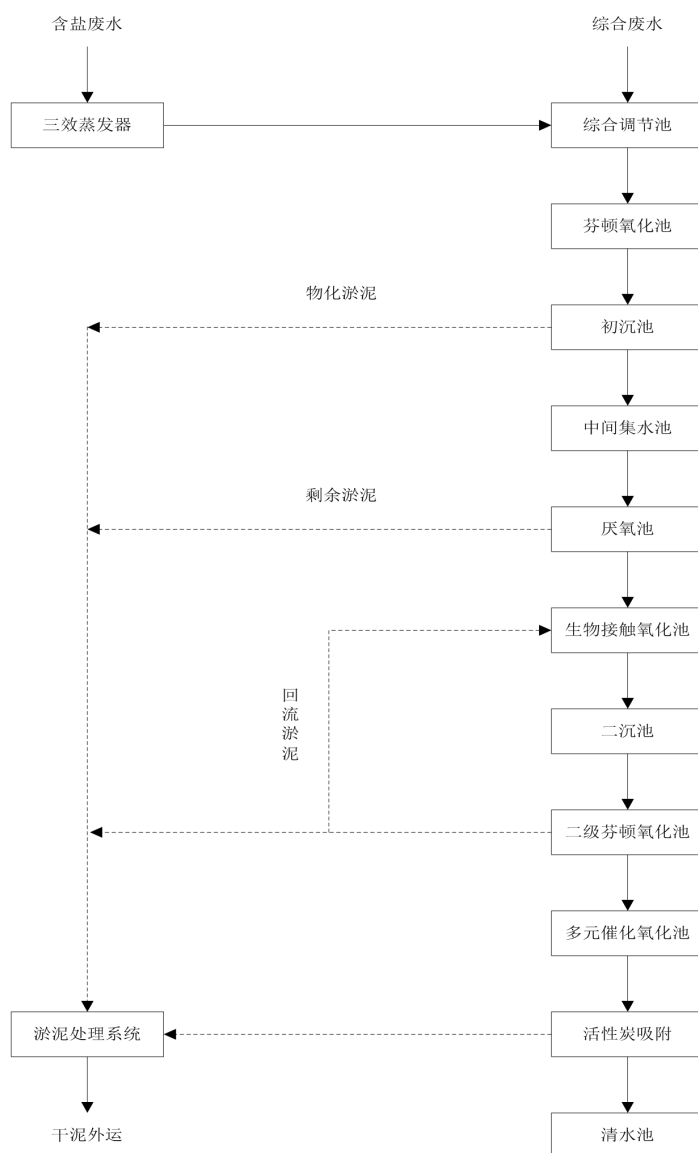 含盐废水
综合废水
三效蒸发器
综合调节池
芬顿氧化池
物化淤泥
初沉池
中间集水池
剩余淤泥
厌氧池
生物接触氧化池
回流淤泥
二沉池
二级芬顿氧化池
多元催化氧化池
淤泥处理系统
活性炭吸附
干泥外运
清水池